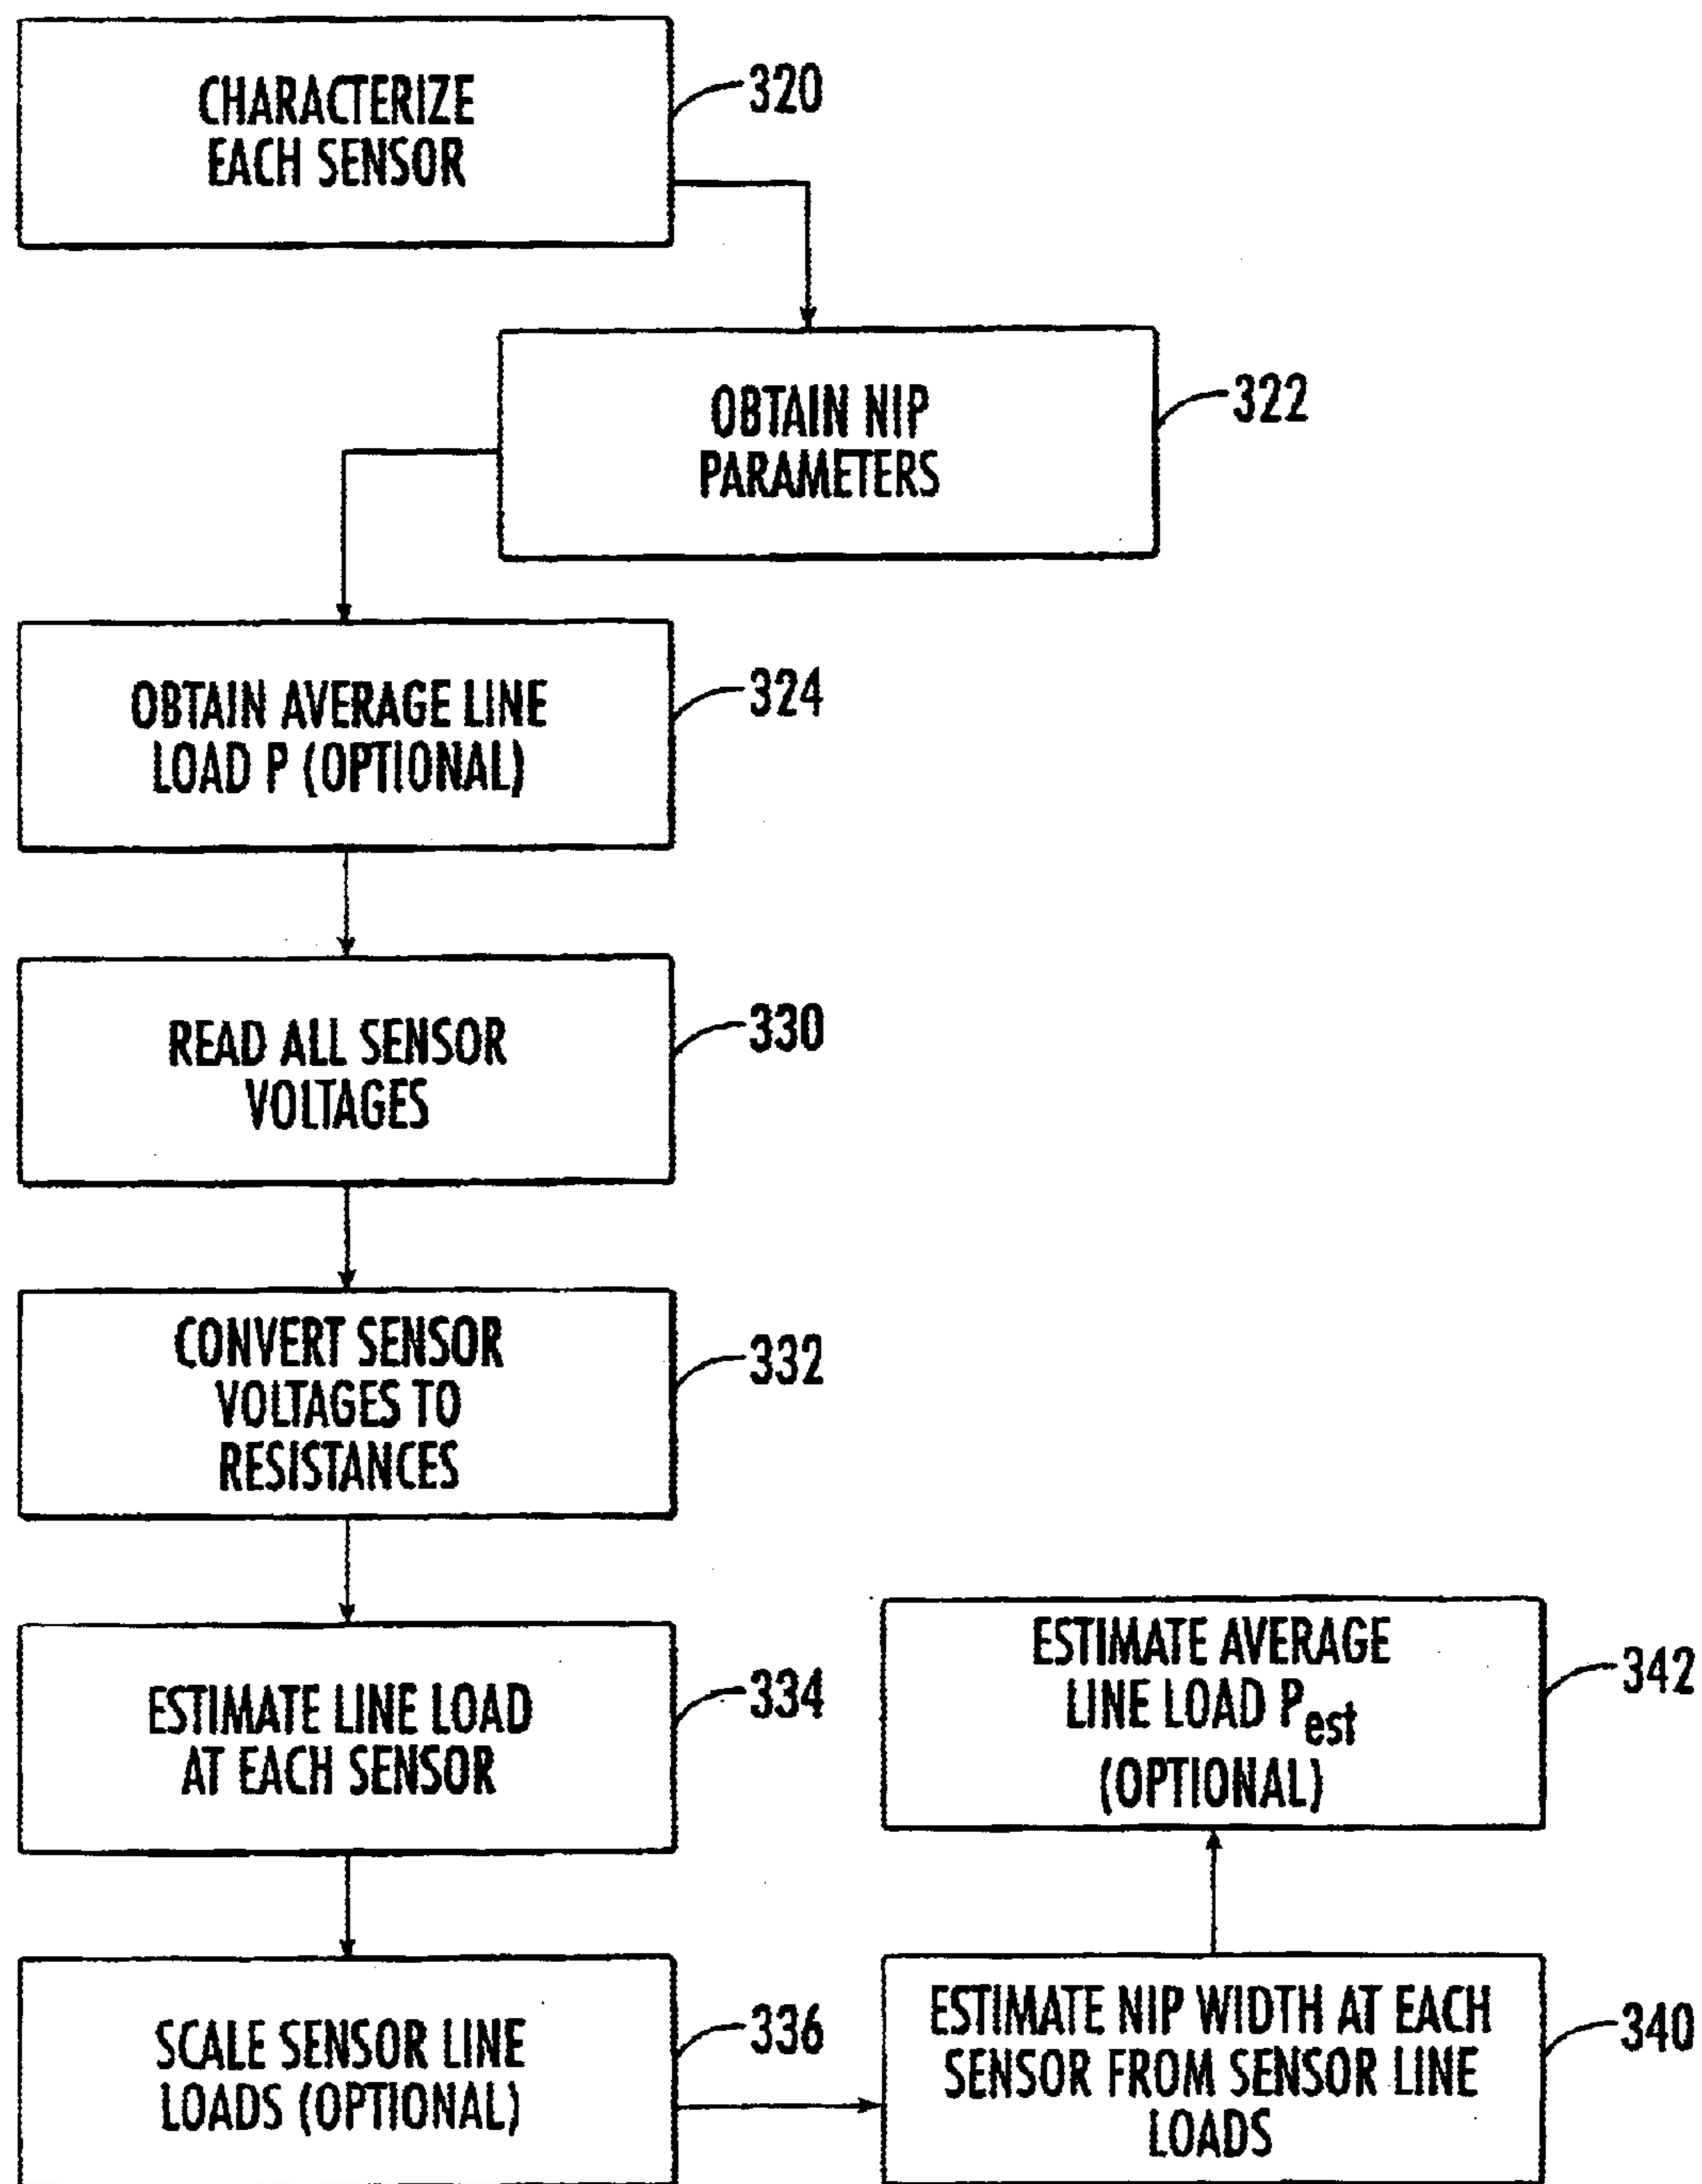 CHARACTERIZE
EACH SENSOR
320
OBTAIN NIP
PARAMETERS
322
OBTAIN AVERAGE LINE
LOAD P (OPTIONAL)
324
READ ALL SENSOR
VOLTAGES
330
CONVERT SENSOR
VOLTAGES TO
RESISTANCES
332
ESTIMATE LINE LOAD
AT EACH SENSOR
334
SCALE SENSOR LINE
LOADS (OPTIONAL)
336
ESTIMATE NIP WIDTH AT EACH
SENSOR FROM SENSOR LINE
LOADS
340
ESTIMATE AVERAGE
LINE LOAD Pest
(OPTIONAL)
342